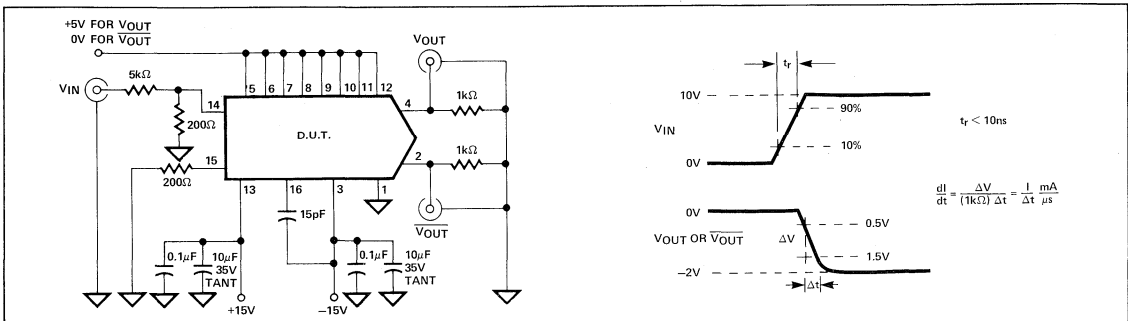 +5V FOR VOUT
0V FOR V̅O̅U̅T̅
VIN
5kΩ
200Ω
200Ω
14
15
5 6 7 8 9 10 11 12
D.U.T.
4
2
13 16 3 1
VOUT
1kΩ
1kΩ
V̅O̅U̅T̅
15pF
0.1μF
10μF
35V
TANT
+15V
0.1μF
10μF
35V
TANT
−15V
tr
10V
90%
VIN
10%
0V
tr < 10ns
dI/dt = ΔV/(1kΩ) Δt = I/Δt mA/μs
0V
0.5V
VOUT OR V̅O̅U̅T̅
ΔV
1.5V
−2V
Δt